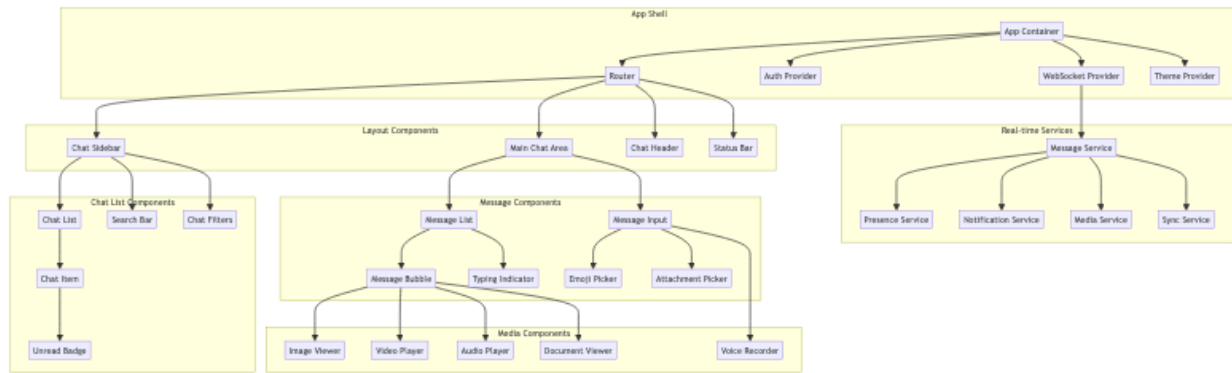 App Shell
App Container
Router
Auth Provider
WebSocket Provider
Theme Provider
Layout Components
Chat Sidebar
Main Chat Area
Chat Header
Status Bar
Real-time Services
Message Service
Presence Service
Notification Service
Media Service
Sync Service
Chat List Components
Chat List
Search Bar
Chat Filters
Chat Item
Unread Badge
Message Components
Message List
Message Input
Message Bubble
Typing Indicator
Emoji Picker
Attachment Picker
Media Components
Image Viewer
Video Player
Audio Player
Document Viewer
Voice Recorder